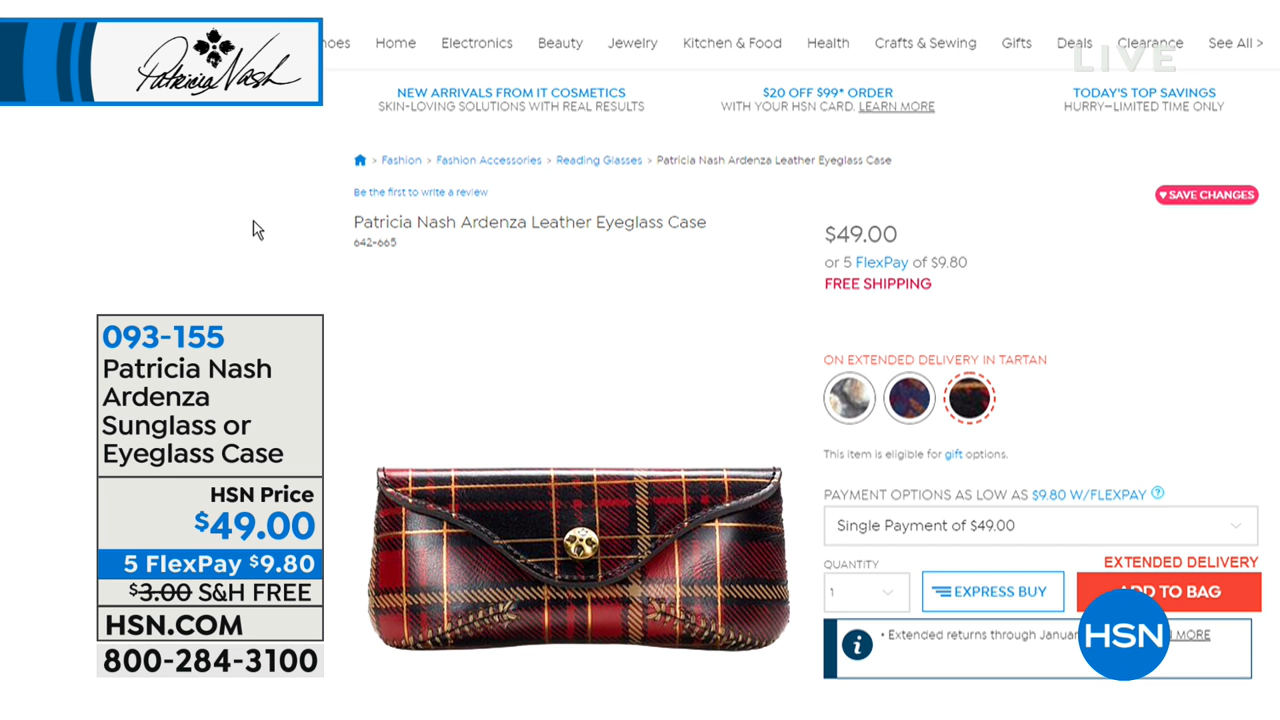 Patricia Nash
oes Home Electronics Beauty Jewelry Kitchen & Food Health Crafts & Sewing Gifts Deals Clearance See All >
LIVE
NEW ARRIVALS FROM IT COSMETICS
SKIN-LOVING SOLUTIONS WITH REAL RESULTS
$20 OFF $99* ORDER
WITH YOUR HSN CARD. LEARN MORE
TODAY'S TOP SAVINGS
HURRY–LIMITED TIME ONLY
> Fashion > Fashion Accessories > Reading Glasses > Patricia Nash Ardenza Leather Eyeglass Case
Be the first to write a review
SAVE CHANGES
Patricia Nash Ardenza Leather Eyeglass Case
642-665
$49.00
or 5 FlexPay of $9.80
FREE SHIPPING
ON EXTENDED DELIVERY IN TARTAN
This item is eligible for gift options.
PAYMENT OPTIONS AS LOW AS $9.80 W/FLEXPAY ?
Single Payment of $49.00
QUANTITY
1
EXPRESS BUY
EXTENDED DELIVERY
ADD TO BAG
i
• Extended returns through Januar MORE
HSN
093-155
Patricia Nash
Ardenza
Sunglass or
Eyeglass Case
HSN Price
$49.00
5 FlexPay $9.80
$3.00 S&H FREE
HSN.COM
800-284-3100